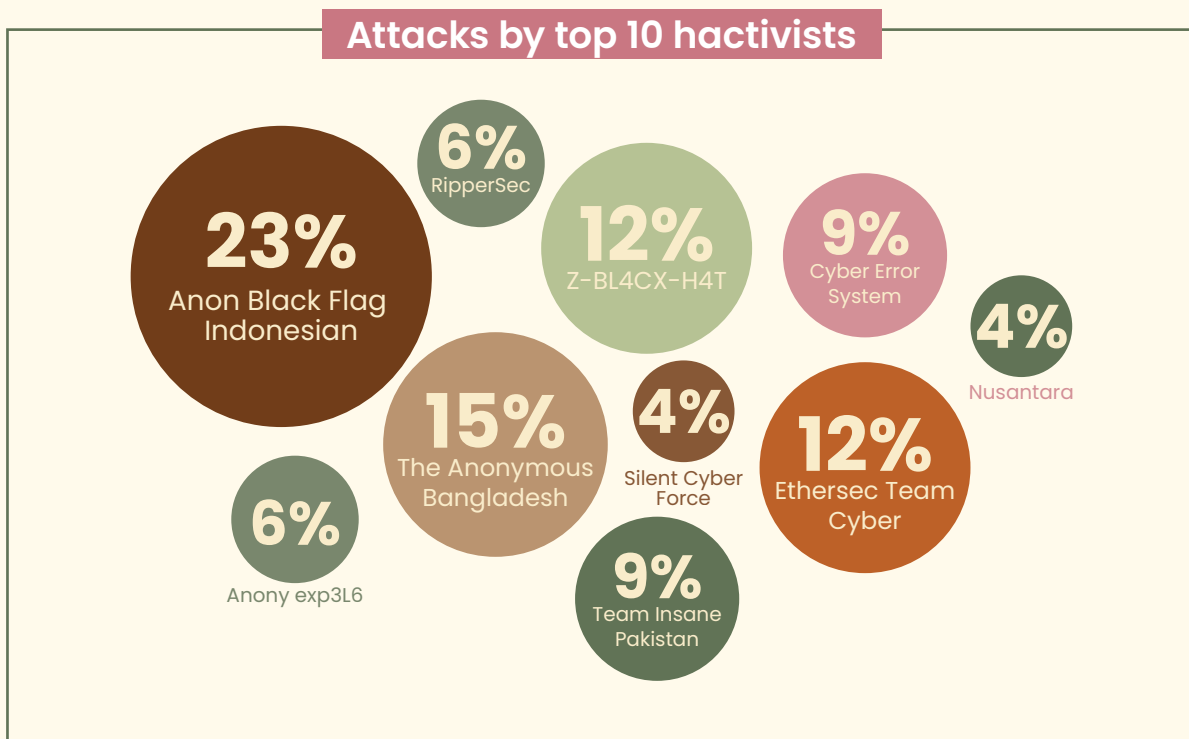 Attacks by top 10 hactivists
6%
RipperSec
23%
Anon Black Flag
Indonesian
12%
Z-BL4CX-H4T
9%
Cyber Error
System
4%
Nusantara
15%
The Anonymous
Bangladesh
4%
Silent Cyber
Force
12%
Ethersec Team
Cyber
6%
Anony exp3L6
9%
Team Insane
Pakistan